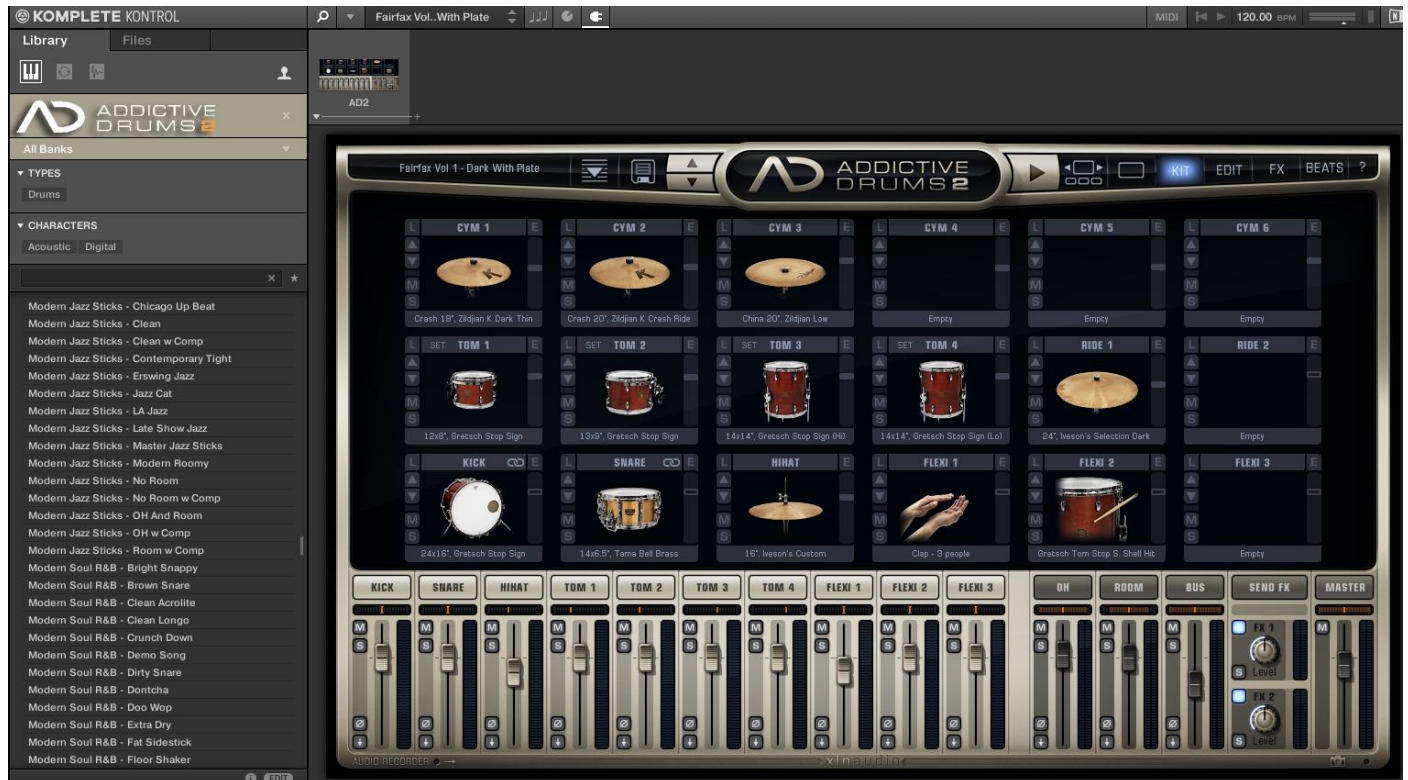 KOMPLETE KONTROL
Fairfax Vol..With Plate
MIDI
120.00 BPM
Library
Files
AD2
ADDICTIVE
DRUMS 2
All Banks
TYPES
Drums
CHARACTERS
Acoustic
Digital
Modern Jazz Sticks - Chicago Up Beat
Modern Jazz Sticks - Clean
Modern Jazz Sticks - Clean w Comp
Modern Jazz Sticks - Contemporary Tight
Modern Jazz Sticks - Erswing Jazz
Modern Jazz Sticks - Jazz Cat
Modern Jazz Sticks - LA Jazz
Modern Jazz Sticks - Late Show Jazz
Modern Jazz Sticks - Master Jazz Sticks
Modern Jazz Sticks - Modern Roomy
Modern Jazz Sticks - No Room
Modern Jazz Sticks - No Room w Comp
Modern Jazz Sticks - OH And Room
Modern Jazz Sticks - OH w Comp
Modern Jazz Sticks - Room w Comp
Modern Soul R&B - Bright Snappy
Modern Soul R&B - Brown Snare
Modern Soul R&B - Clean Acrolite
Modern Soul R&B - Clean Longo
Modern Soul R&B - Crunch Down
Modern Soul R&B - Demo Song
Modern Soul R&B - Dirty Snare
Modern Soul R&B - Dontcha
Modern Soul R&B - Doo Wop
Modern Soul R&B - Extra Dry
Modern Soul R&B - Fat Sidestick
Modern Soul R&B - Floor Shaker
EDIT
Fairfax Vol 1 - Dark With Plate
ADDICTIVE
DRUMS 2
KIT
EDIT
FX
BEATS
?
L CYM 1 E
L CYM 2 E
L CYM 3 E
L CYM 4 E
L CYM 5 E
L CYM 6 E
M M M M M M
S S S S S S
Crash 18", Zildjian K Dark Thin
Crash 20", Zildjian K Crash Ride
China 20", Zildjian Low
Empty
Empty
Empty
L SET TOM 1 E
L SET TOM 2 E
L SET TOM 3 E
L SET TOM 4 E
L RIDE 1 E
L RIDE 2 E
M M M M M M
S S S S S S
12x8", Gretsch Stop Sign
13x9", Gretsch Stop Sign
14x14", Gretsch Stop Sign (Hi)
14x14", Gretsch Stop Sign (Lo)
24", Iveson's Selection Dark
Empty
L KICK E
L SNARE E
L HIHAT E
L FLEXI 1 E
L FLEXI 2 E
L FLEXI 3 E
M M M M M M
S S S S S S
24x16", Gretsch Stop Sign
14x6.5", Tama Bell Brass
16", Iveson's Custom
Clap - 3 people
Gretsch Tom Stop S. Shell Hit
Empty
KICK
SNARE
HIHAT
TOM 1
TOM 2
TOM 3
TOM 4
FLEXI 1
FLEXI 2
FLEXI 3
OH
ROOM
BUS
SEND FX
MASTER
M M M M M M M M M M M M M M
S S S S S S S S S S S S S
FX 1
S Level
FX 2
S Level
AUDIO RECORDER
xlnaudio